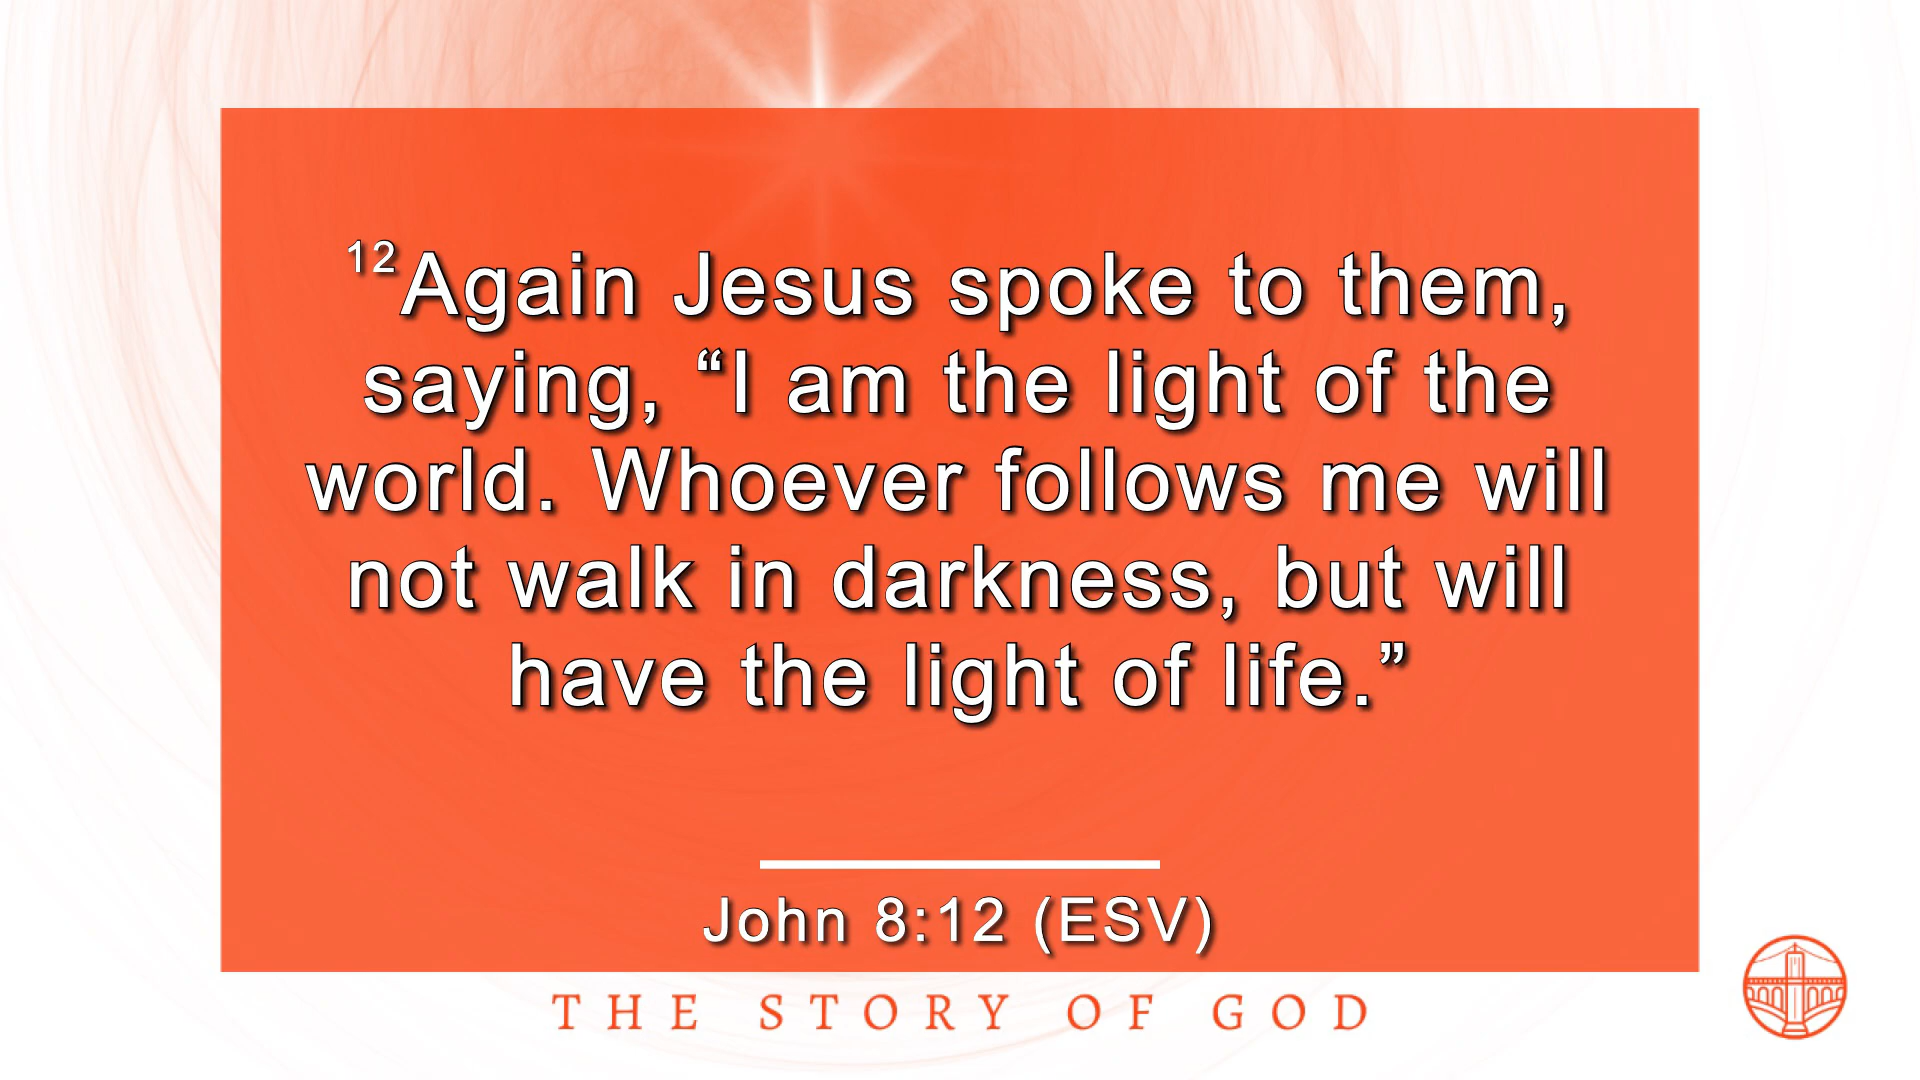 12Again Jesus spoke to them,
saying, “I am the light of the
world. Whoever follows me will
not walk in darkness, but will
have the light of life.”
John 8:12 (ESV)
THE STORY OF GOD